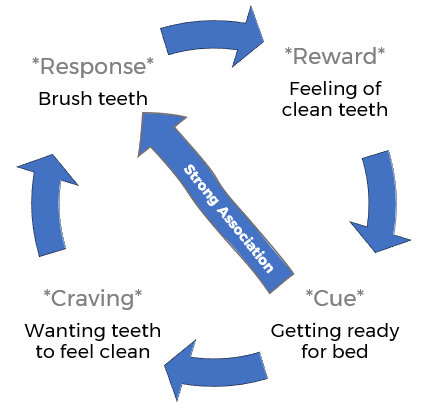 *Response*
Brush teeth
*Reward*
Feeling of
clean teeth
Strong Association
*Craving*
Wanting teeth
to feel clean
*Cue*
Getting ready
for bed